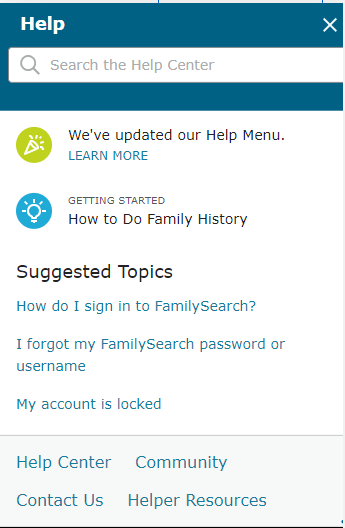 Help
Search the Help Center
We've updated our Help Menu.
LEARN MORE
GETTING STARTED
How to Do Family History
Suggested Topics
How do I sign in to FamilySearch?
I forgot my FamilySearch password or
username
My account is locked
Help Center Community
Contact Us Helper Resources